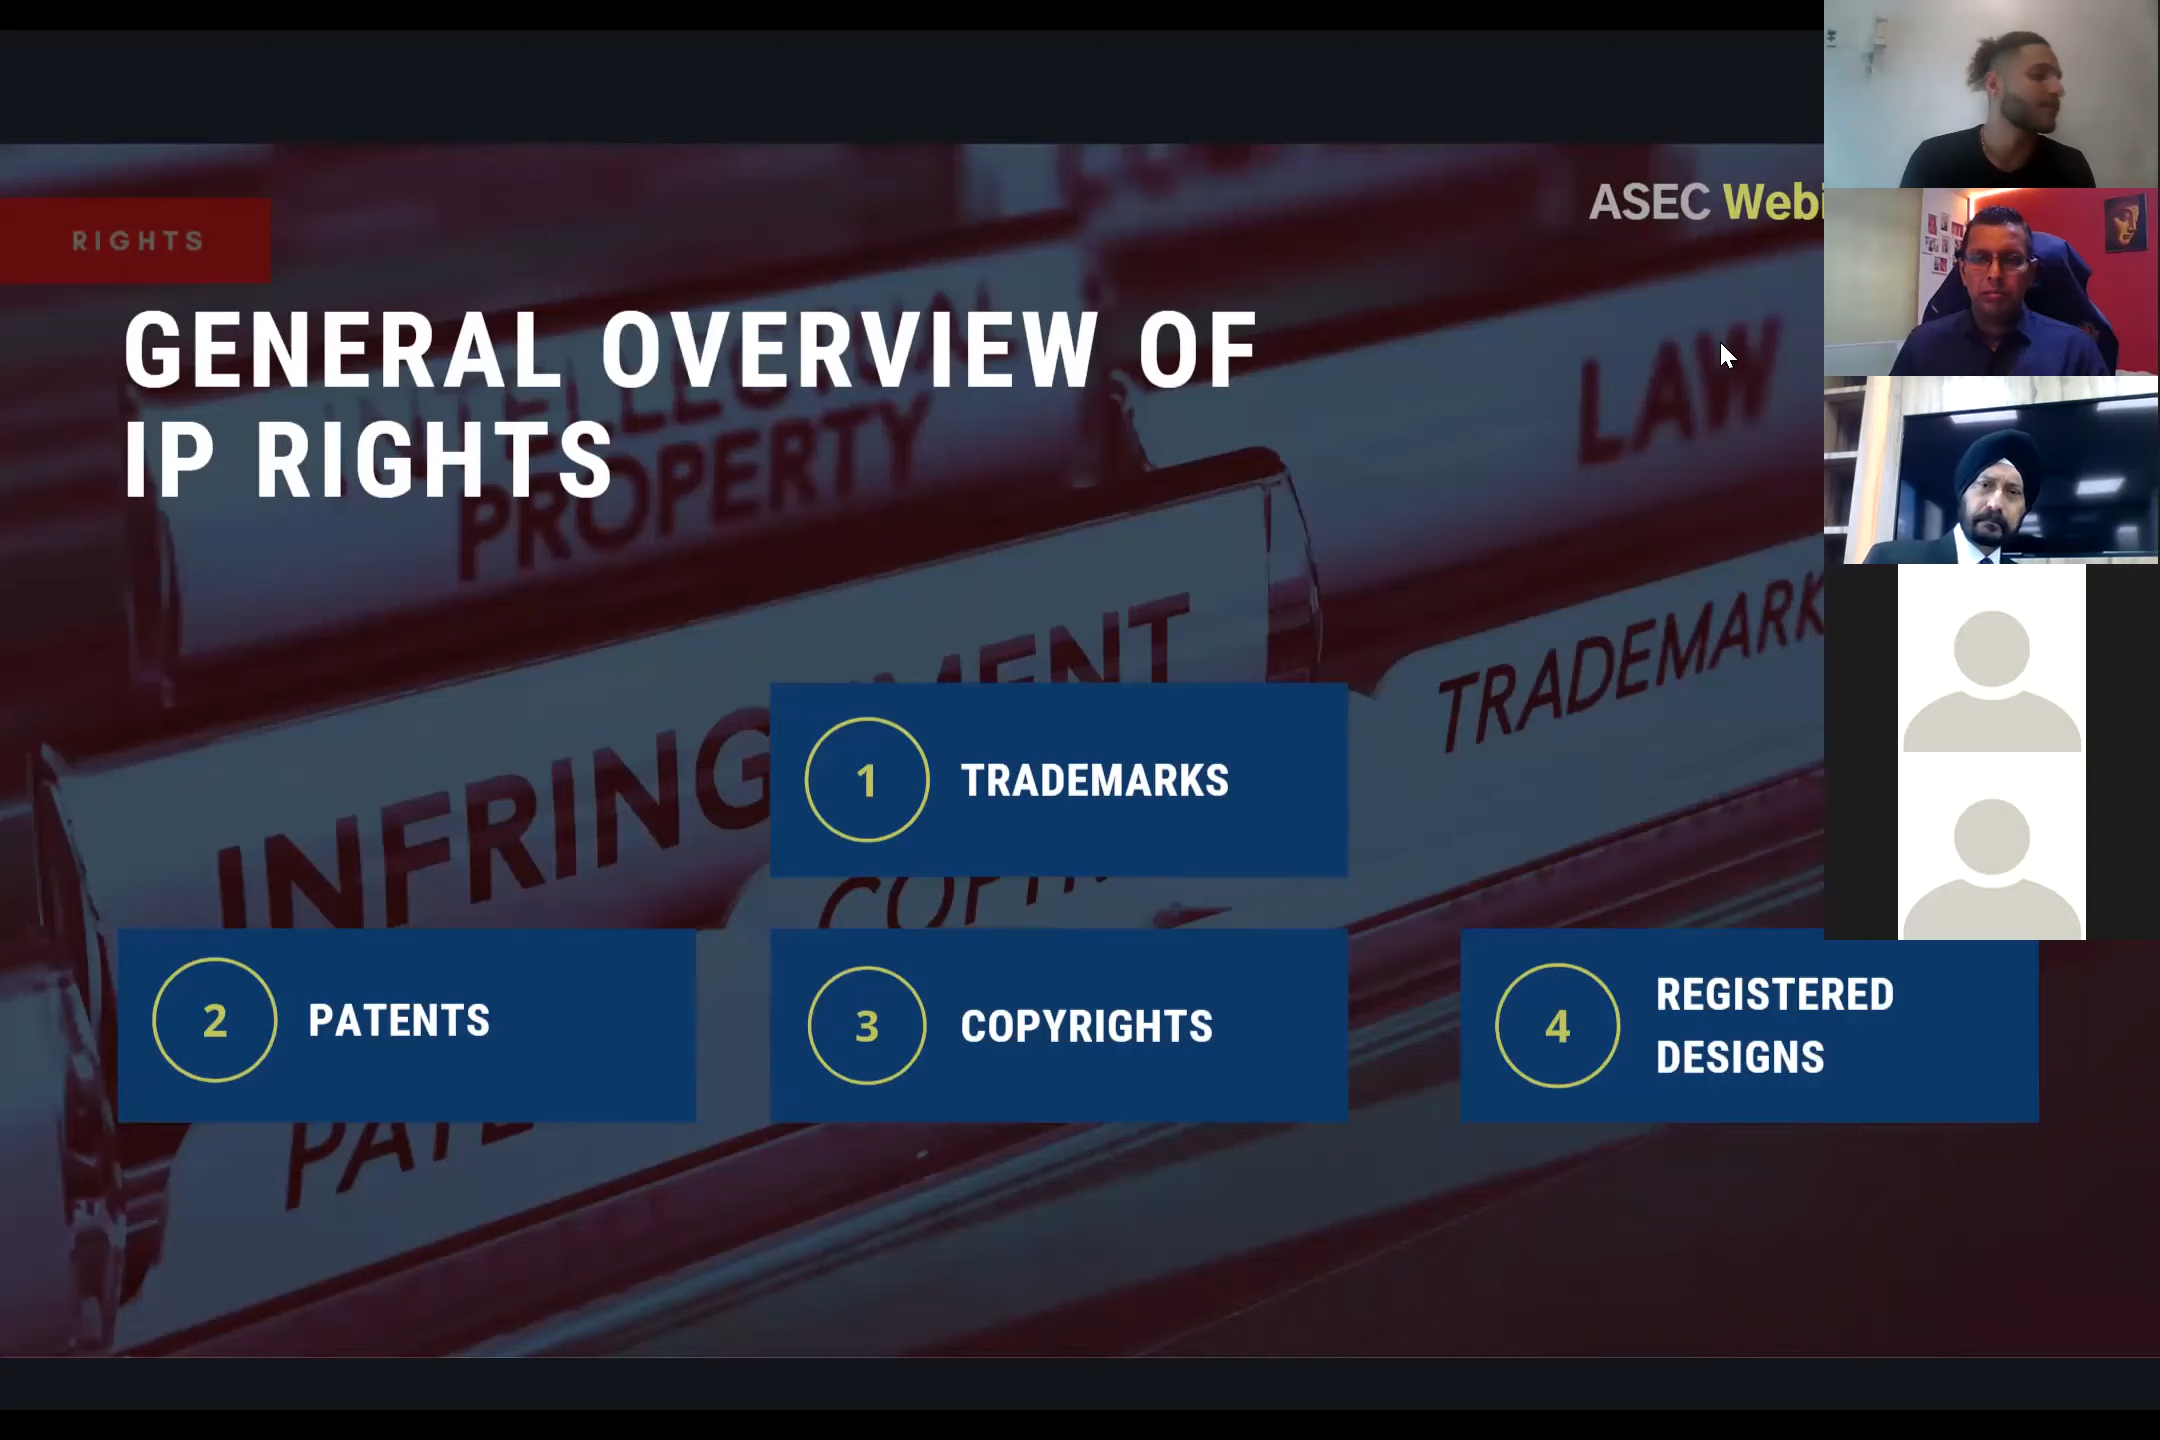 RIGHTS
ASEC Webi
GENERAL OVERVIEW OF
IP RIGHTS
INTELLECTUAL
PROPERTY
LAW
TRADEMARK
1 TRADEMARKS
2 PATENTS
3 COPYRIGHTS
4 REGISTERED
DESIGNS